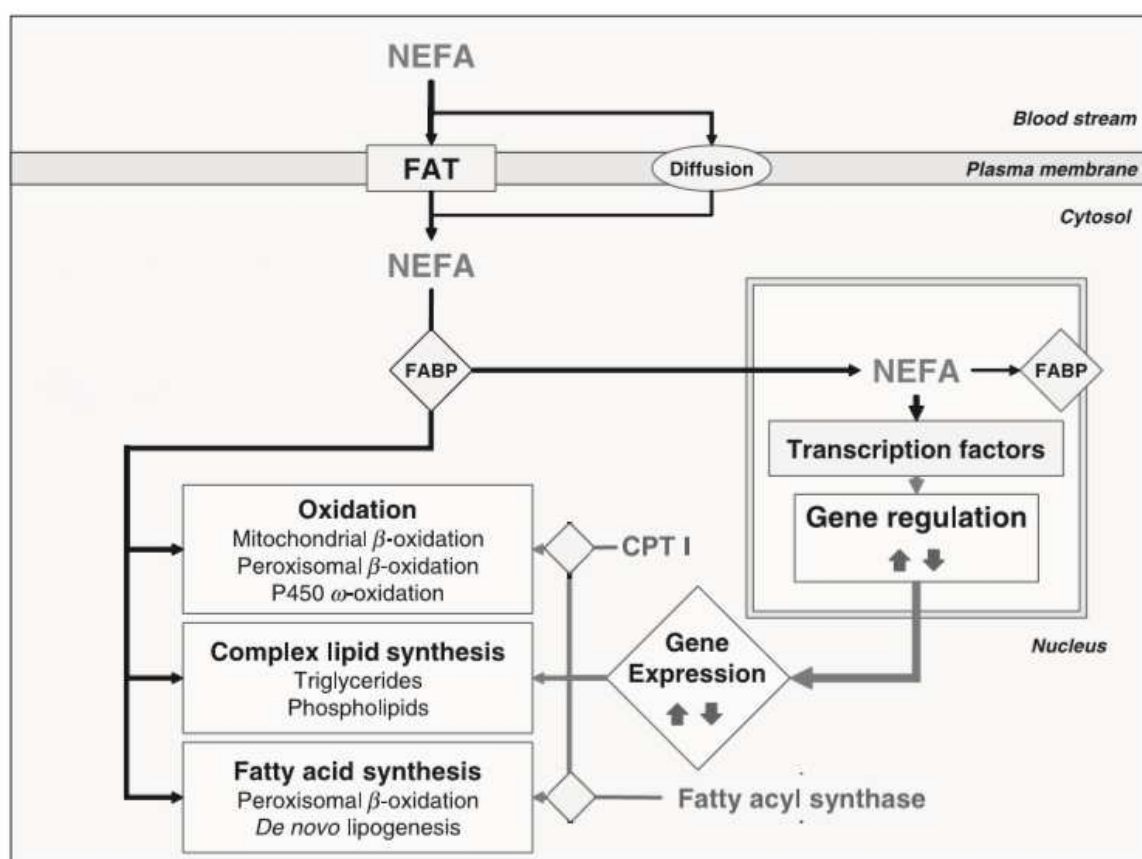 NEFA
Blood stream
FAT
Diffusion
Plasma membrane
Cytosol
NEFA
FABP
NEFA
FABP
Transcription factors
Gene regulation
Oxidation
Mitochondrial β-oxidation
Peroxisomal β-oxidation
P450 ω-oxidation
CPT I
Nucleus
Complex lipid synthesis
Triglycerides
Phospholipids
Gene
Expression
Fatty acid synthesis
Peroxisomal β-oxidation
De novo lipogenesis
Fatty acyl synthase